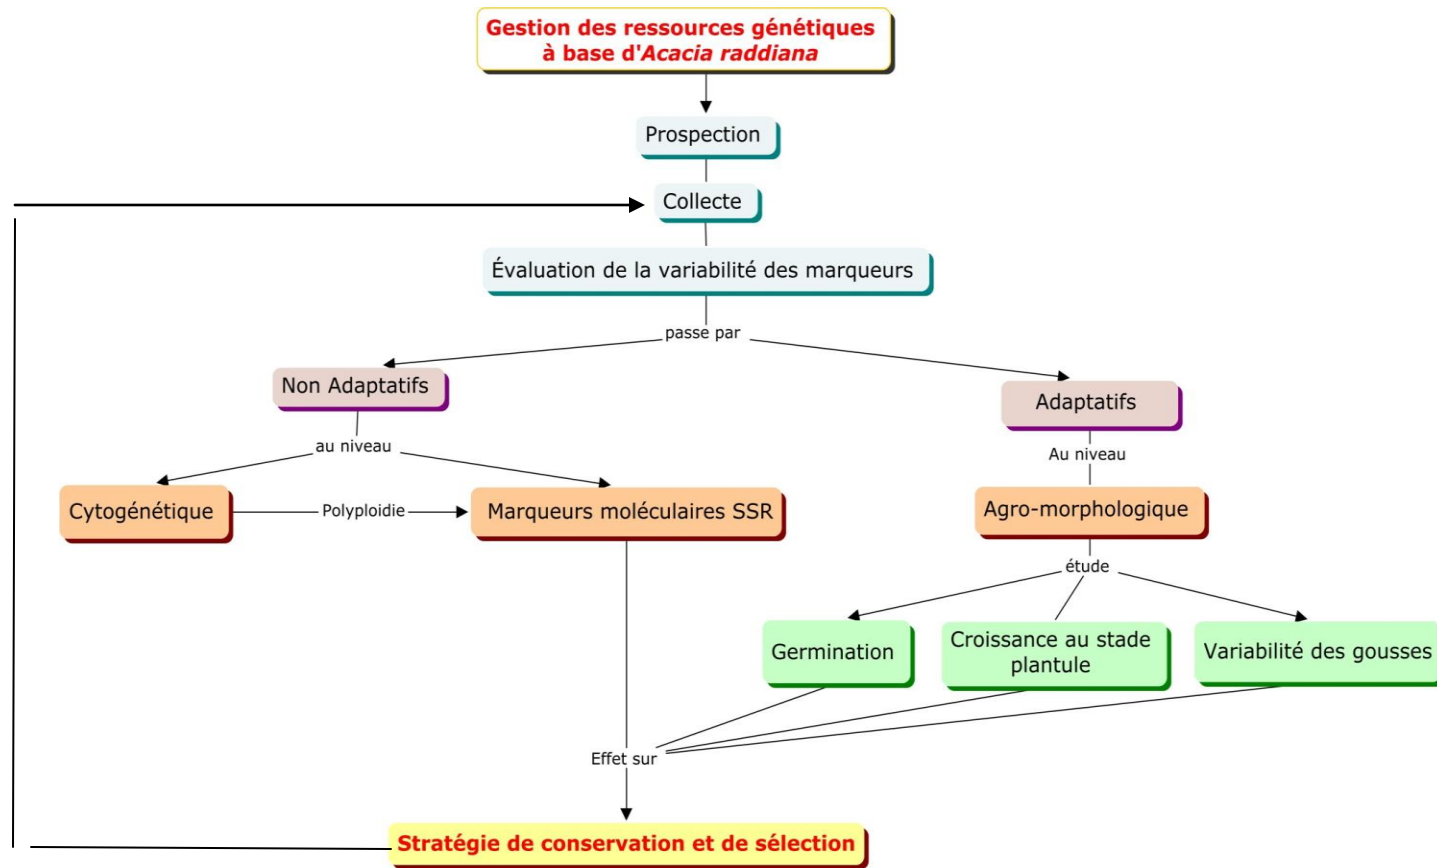 Gestion des ressources génétiques
à base d'Acacia raddiana
Prospection
Collecte
Évaluation de la variabilité des marqueurs
passe par
Non Adaptatifs
Adaptatifs
au niveau
Au niveau
Cytogénétique
Polyploidie
Marqueurs moléculaires SSR
Agro-morphologique
étude
Germination
Croissance au stade
plantule
Variabilité des gousses
Effet sur
Stratégie de conservation et de sélection